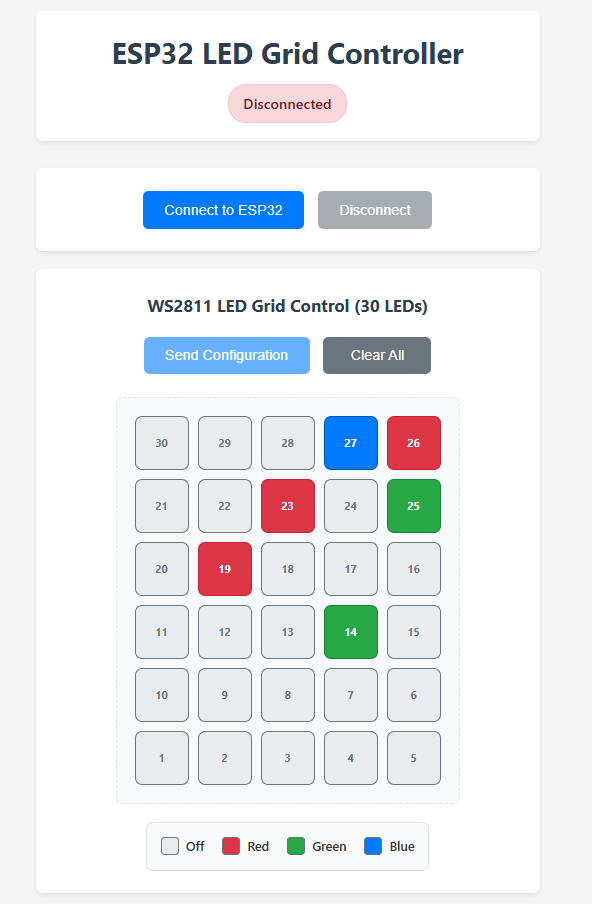 ESP32 LED Grid Controller
Disconnected
Connect to ESP32 Disconnect
WS2811 LED Grid Control (30 LEDs)
Send Configuration Clear All
30 29 28 27 26
21 22 23 24 25
20 19 18 17 16
11 12 13 14 15
10 9 8 7 6
1 2 3 4 5
Off Red Green Blue